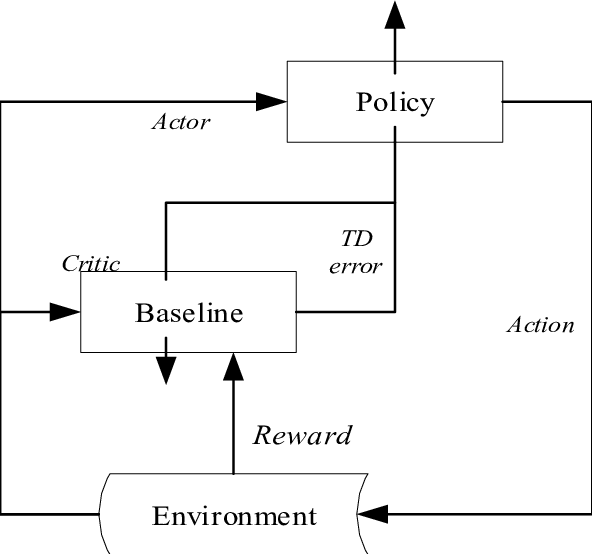 Policy
Actor
TD
error
Critic
Baseline
Action
Reward
Environment